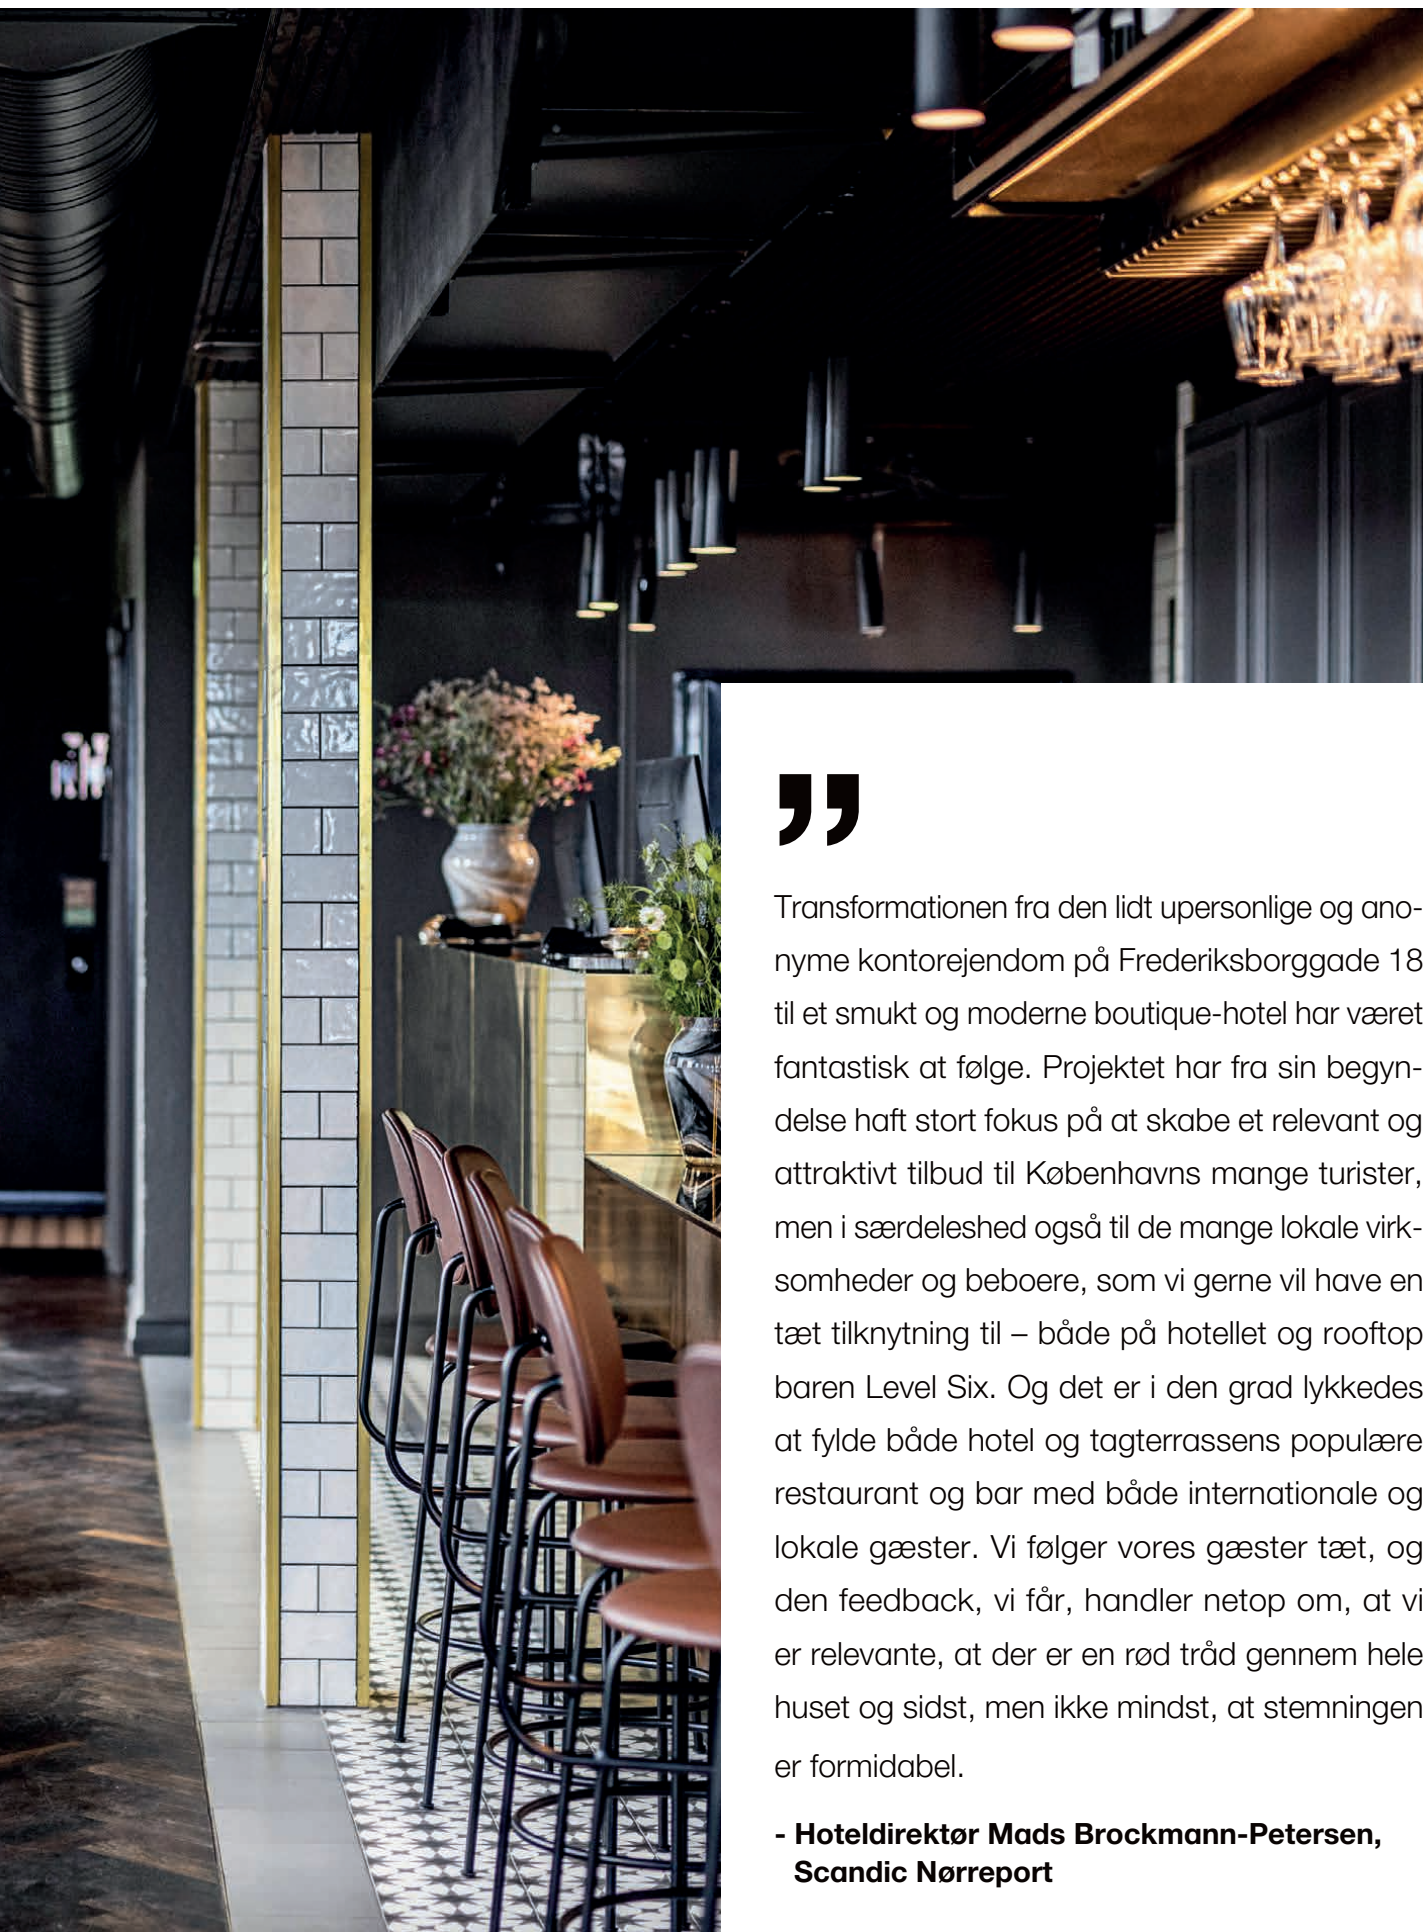 ”
Transformationen fra den lidt upersonlige og ano-
nyme kontorejendom på Frederiksborggade 18
til et smukt og moderne boutique-hotel har været
fantastisk at følge. Projektet har fra sin begyn-
delse haft stort fokus på at skabe et relevant og
attraktivt tilbud til Københavns mange turister,
men i særdeleshed også til de mange lokale virk-
somheder og beboere, som vi gerne vil have en
tæt tilknytning til – både på hotellet og rooftop
baren Level Six. Og det er i den grad lykkedes
at fylde både hotel og tagterrassens populære
restaurant og bar med både internationale og
lokale gæster. Vi følger vores gæster tæt, og
den feedback, vi får, handler netop om, at vi
er relevante, at der er en rød tråd gennem hele
huset og sidst, men ikke mindst, at stemningen
er formidabel.
- Hoteldirektør Mads Brockmann-Petersen,
Scandic Nørreport